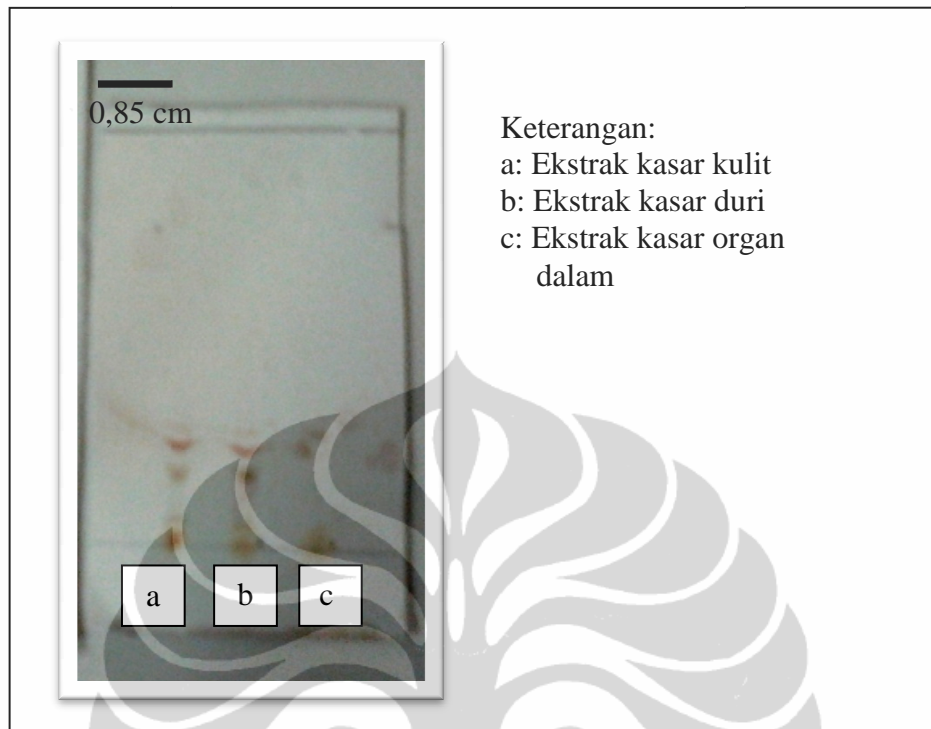 0,85 cm
Keterangan:
a: Ekstrak kasar kulit
b: Ekstrak kasar duri
c: Ekstrak kasar organ
dalam
a b c